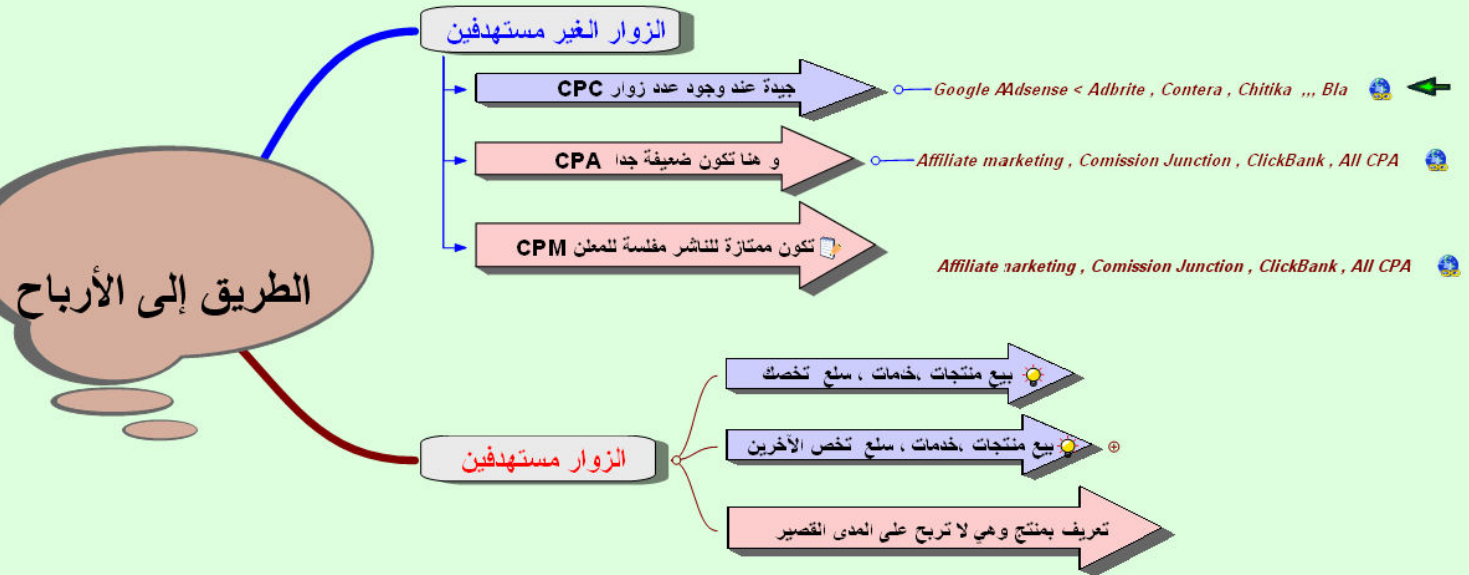 الطريق إلى الأرباح
الزوار الغير مستهدفين
جيدة عند وجود عدد زوار CPC
Google AAdsense < Adbrite , Contera , Chitika ,,, Bla
و هنا تكون ضعيفة جدا CPA
Affiliate marketing , Comission Junction , ClickBank , All CPA
تكون ممتازة للناشر مفلسة للمعلن CPM
Affiliate narketing , Comission Junction , ClickBank , All CPA
الزوار مستهدفين
بيع منتجات ،خدمات ، سلع تخصك
بيع منتجات ،خدمات ، سلع تخص الآخرين
تعريف بمنتج وهي لا تربح على المدى القصير